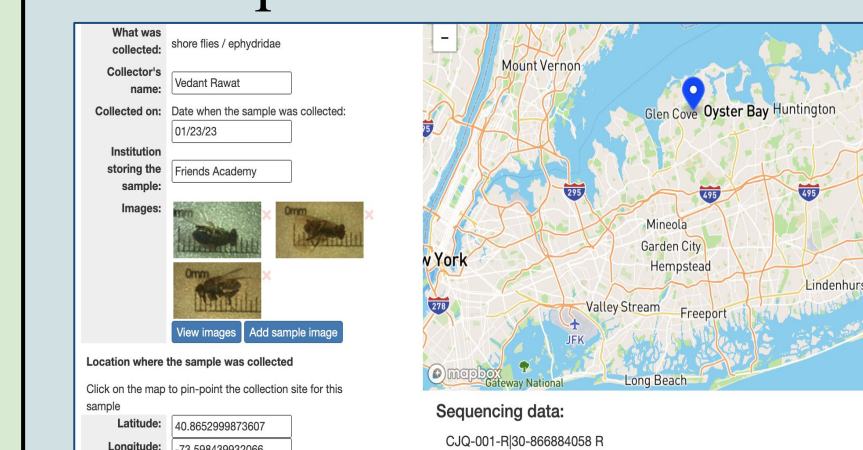 What was
collected:
shore flies / ephydridae
Collector's
name:
Vedant Rawat
Collected on:
Date when the sample was collected:
01/23/23
Institution
storing the
sample:
Friends Academy
Images:
0mm
0mm
View images
Add sample image
Location where the sample was collected
Click on the map to pin-point the collection site for this
sample
Latitude:
40.8652999873607
Longitude:
-73.598439932066
−
Mount Vernon
Glen Cove
Oyster Bay
Huntington
295
495
495
Mineola
Garden City
Hempstead
w York
Lindenhurs
278
Valley Stream
Freeport
JFK
mapbox
Gateway National
Long Beach
Sequencing data:
CJQ-001-R|30-866884058 R